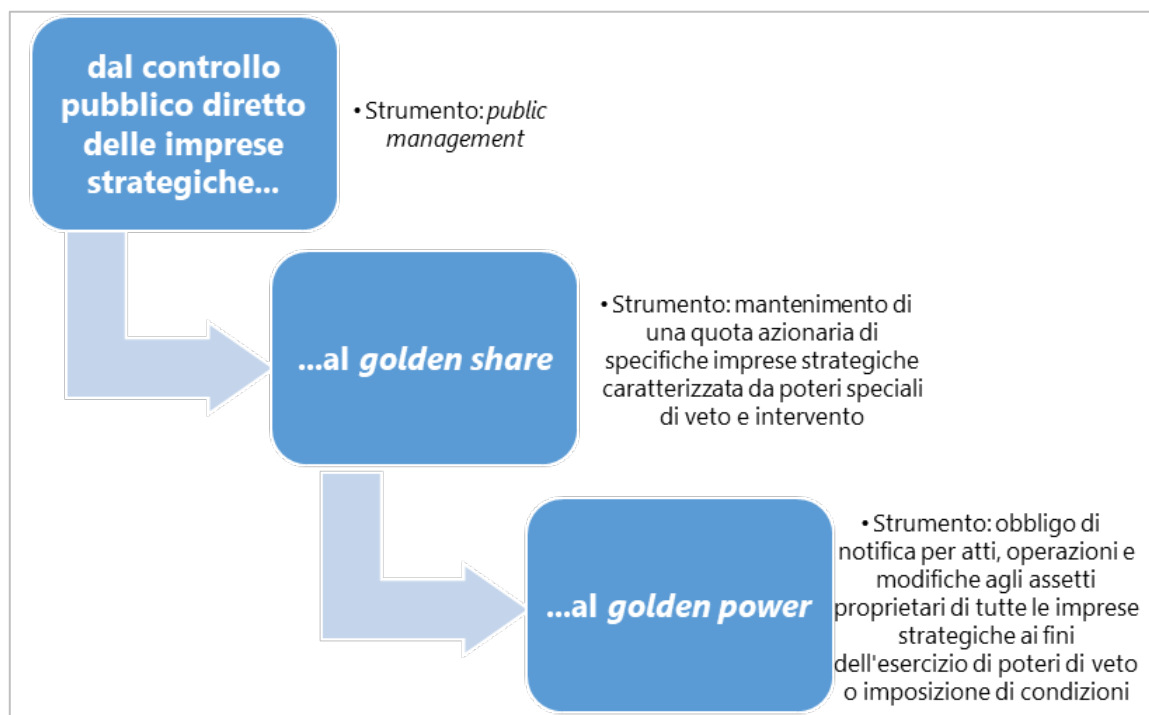 dal controllo
pubblico diretto
delle imprese
strategiche...
• Strumento: public
management
...al golden share
• Strumento: mantenimento di
una quota azionaria di
specifiche imprese strategiche
caratterizzata da poteri speciali
di veto e intervento
...al golden power
• Strumento: obbligo di
notifica per atti, operazioni e
modifiche agli assetti
proprietari di tutte le imprese
strategiche ai fini
dell'esercizio di poteri di veto
o imposizione di condizioni